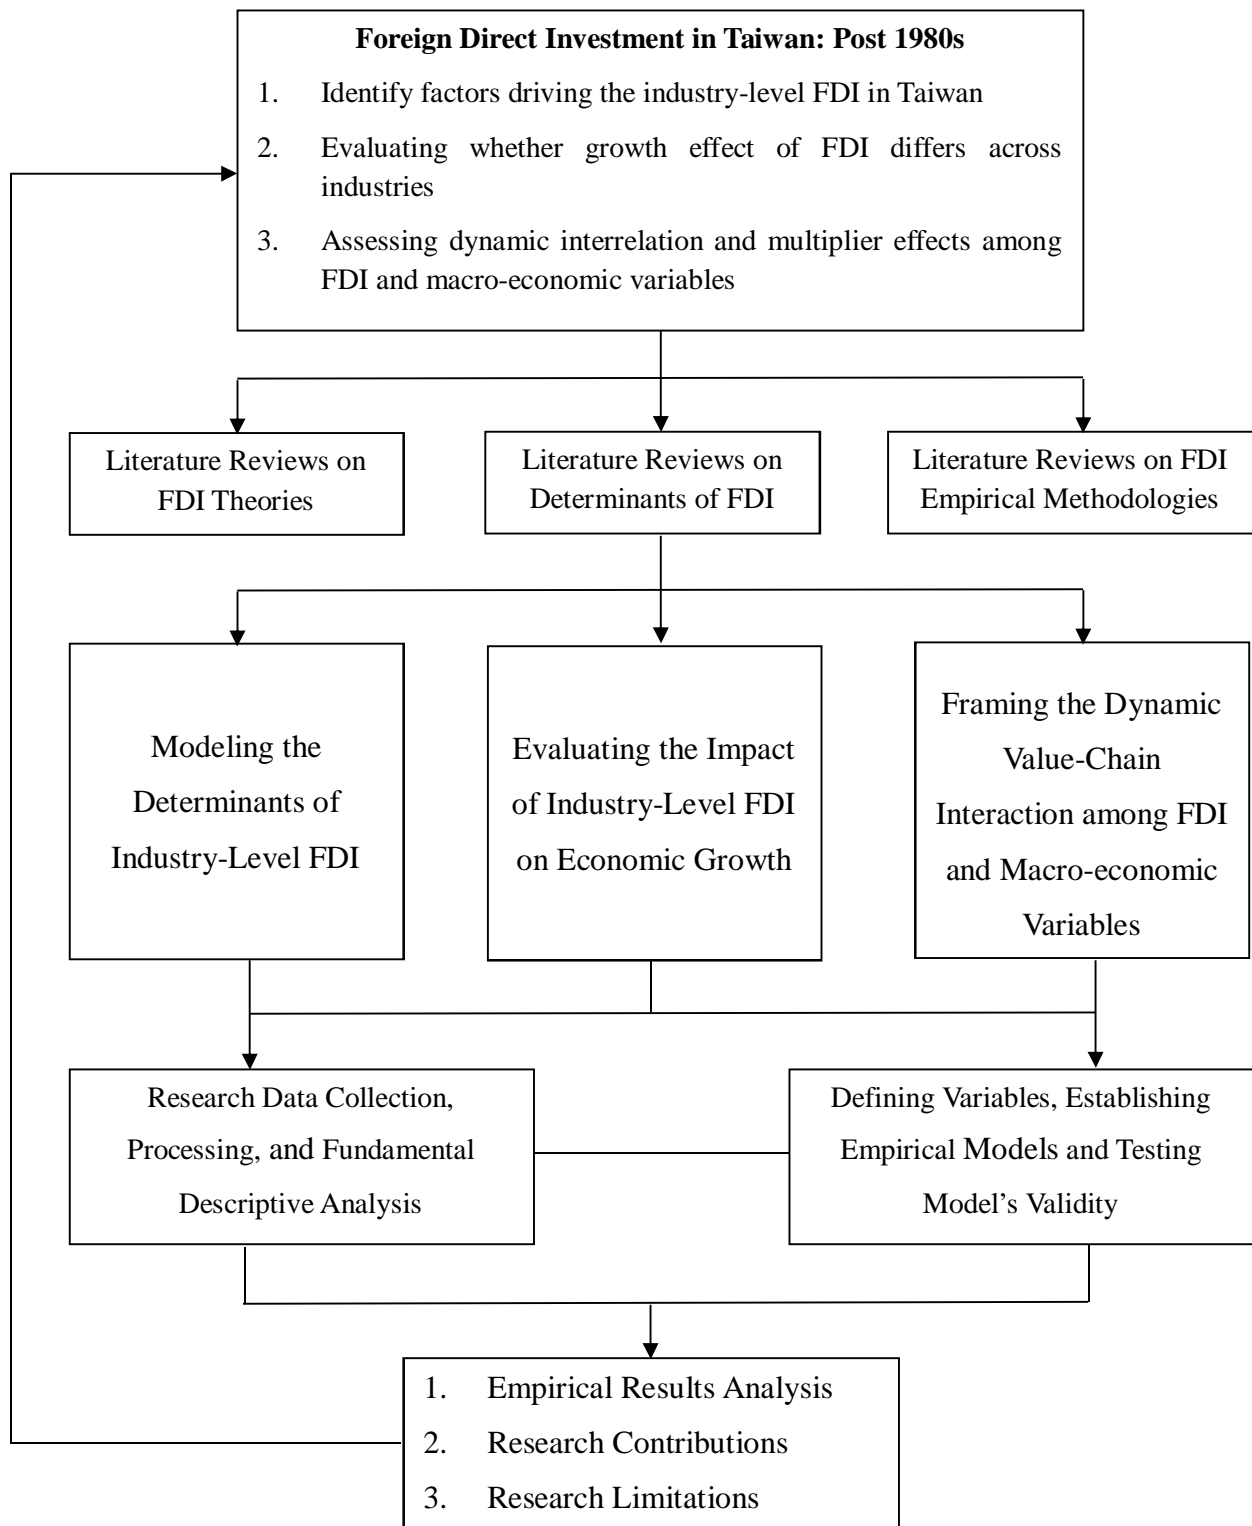 Foreign Direct Investment in Taiwan: Post 1980s
1. Identify factors driving the industry-level FDI in Taiwan
2. Evaluating whether growth effect of FDI differs across
industries
3. Assessing dynamic interrelation and multiplier effects among
FDI and macro-economic variables
Literature Reviews on
FDI Theories
Literature Reviews on
Determinants of FDI
Literature Reviews on FDI
Empirical Methodologies
Modeling the
Determinants of
Industry-Level FDI
Evaluating the Impact
of Industry-Level FDI
on Economic Growth
Framing the Dynamic
Value-Chain
Interaction among FDI
and Macro-economic
Variables
Research Data Collection,
Processing, and Fundamental
Descriptive Analysis
Defining Variables, Establishing
Empirical Models and Testing
Model’s Validity
1. Empirical Results Analysis
2. Research Contributions
3. Research Limitations